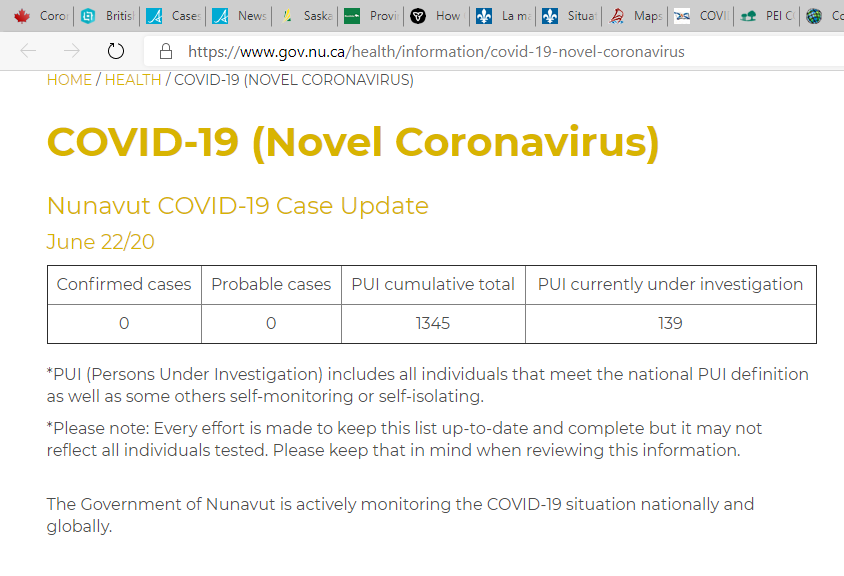 Coror
British
Case
News
Saska
Provi
How
La ma
Situat
Maps
COVI
PEI C
Co
https://www.gov.nu.ca/health/information/covid-19-novel-coronavirus
HOME / HEALTH / COVID-19 (NOVEL CORONAVIRUS)
COVID-19 (Novel Coronavirus)
Nunavut COVID-19 Case Update
June 22/20
Confirmed cases Probable cases PUI cumulative total PUI currently under investigation
0 0 1345 139
*PUI (Persons Under Investigation) includes all individuals that meet the national PUI definition
as well as some others self-monitoring or self-isolating.
*Please note: Every effort is made to keep this list up-to-date and complete but it may not
reflect all individuals tested. Please keep that in mind when reviewing this information.
The Government of Nunavut is actively monitoring the COVID-19 situation nationally and
globally.